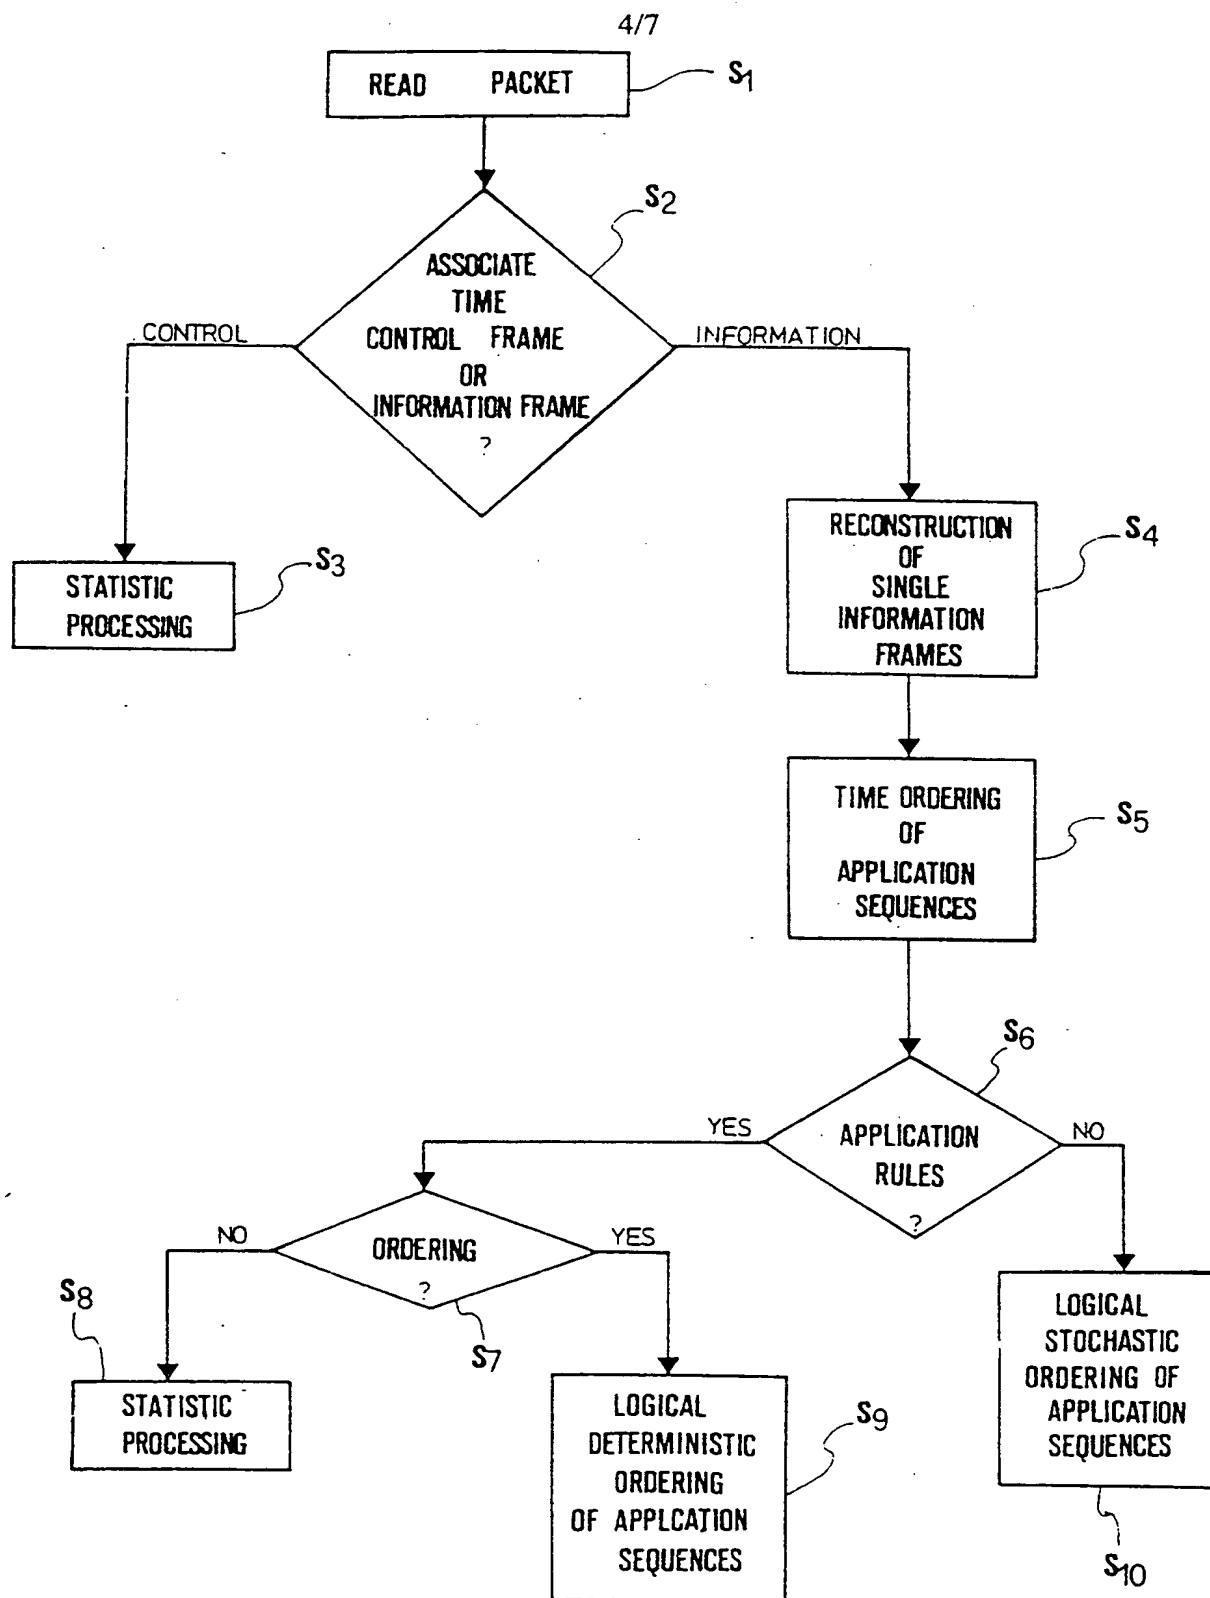 4/7
READ PACKET
S1
S2
ASSOCIATE
TIME
CONTROL FRAME
OR
INFORMATION FRAME
?
CONTROL
INFORMATION
S3
STATISTIC
PROCESSING
S4
RECONSTRUCTION
OF
SINGLE
INFORMATION
FRAMES
S5
TIME ORDERING
OF
APPLICATION
SEQUENCES
S6
APPLICATION
RULES
?
YES
NO
ORDERING
?
NO
YES
S7
S8
STATISTIC
PROCESSING
S9
LOGICAL
DETERMINISTIC
ORDERING
OF APPLCATION
SEQUENCES
LOGICAL
STOCHASTIC
ORDERING OF
APPLICATION
SEQUENCES
S10